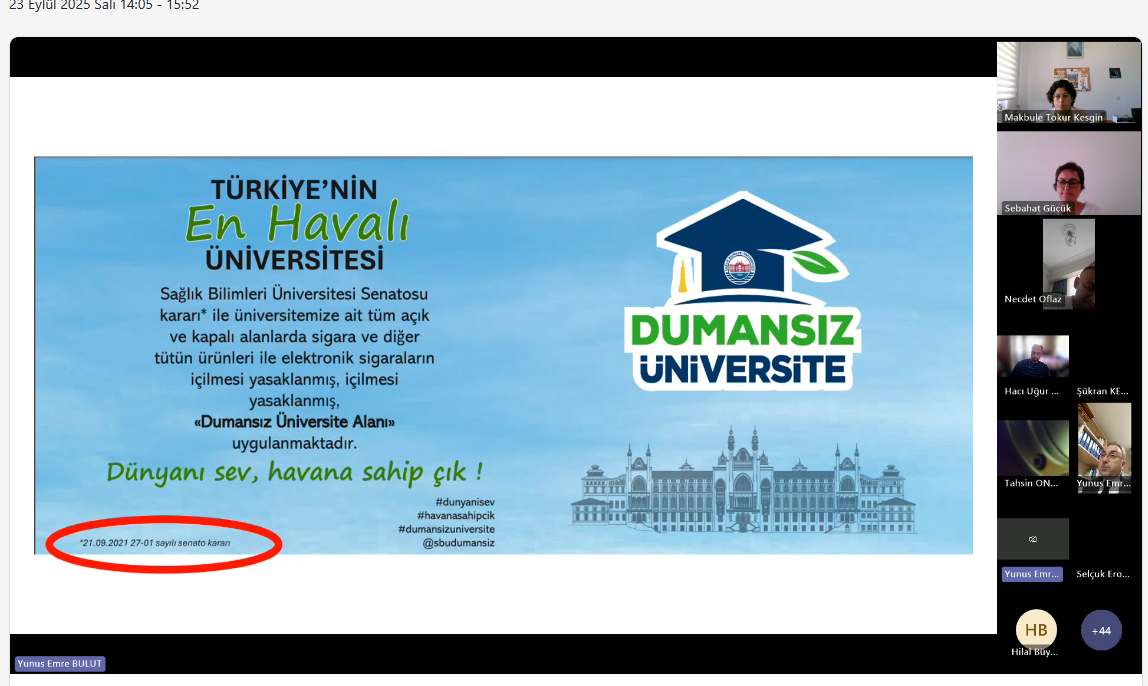 23 Eylül 2025 Salı 14:05 - 15:52
TÜRKİYE'NİN
En Havalı
ÜNİVERSİTESİ
Sağlık Bilimleri Üniversitesi Senatosu
kararı* ile üniversitemize ait tüm açık
ve kapalı alanlarda sigara ve diğer
tütün ürünleri ile elektronik sigaraların
içilmesi yasaklanmış, içilmesi
yasaklanmış,
«Dumansız Üniversite Alanı»
uygulanmaktadır.
Dünyanı sev, havana sahip çık !
#dunyanisev
#havanasahipcik
#dumansizuniversite
@sbudumansiz
*21.09.2021 27-01 sayılı senato kararı
DUMANSIZ
ÜNİVERSİTE
Makbule Tokur Kesgin
Sebahat Gücük
Necdet Oflaz
Hacı Uğur ...
Şükran KE...
Tahsin ON...
Yunus Emr...
Yunus Emr...
Selçuk Ero...
HB
+44
Hilal Büy...
Yunus Emre BULUT